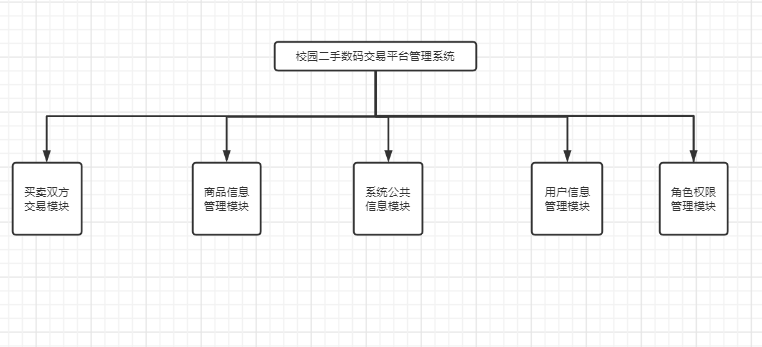 校园二手数码交易平台管理系统
买卖双方
交易模块
商品信息
管理模块
系统公共
信息模块
用户信息
管理模块
角色权限
管理模块